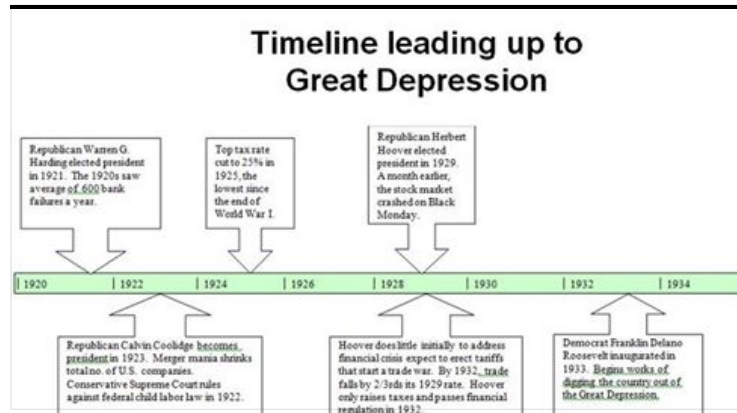 Timeline leading up to
Great Depression
Republican Warren G.
Harding elected president
in 1921. The 1920s saw
average of 600 bank
failures a year.
Top tax rate
cut to 25% in
1925, the
lowest since
the end of
World War I.
Republican Herbert
Hoover elected
president in 1929.
A month earlier,
the stock market
crashed on Black
Monday.
1920
1922
1924
1926
1928
1930
1932
1934
Republican Calvin Coolidge becomes
president in 1923. Merger mania shrinks
total no. of U.S. companies.
Conservative Supreme Court rules
against federal child labor law in 1922.
Hoover does little initially to address
financial crisis expect to erect tariffs
that start a trade war. By 1932, trade
falls by 2/3rds its 1929 rate. Hoover
only raises taxes and passes financial
regulation in 1932.
Democrat Franklin Delano
Roosevelt inaugurated in
1933. Begins works of
digging the country out of
the Great Depression.